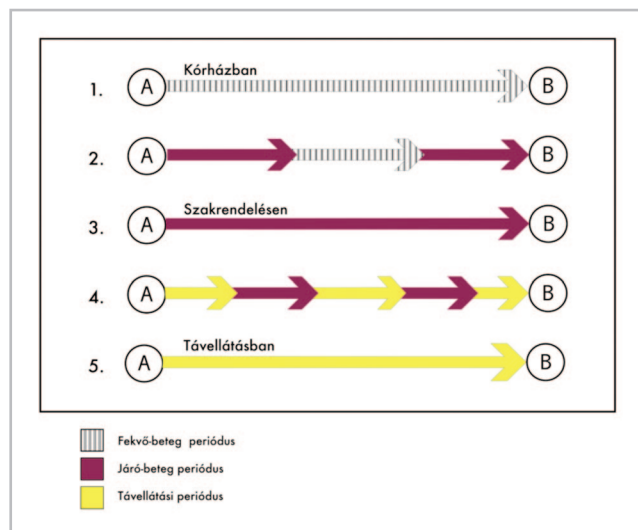 Kórházban
1. A B
2. A B
Szakrendelésen
3. A B
4. A B
Távellátásban
5. A B
Fekvő-beteg periódus
Járó-beteg periódus
Távellátási periódus